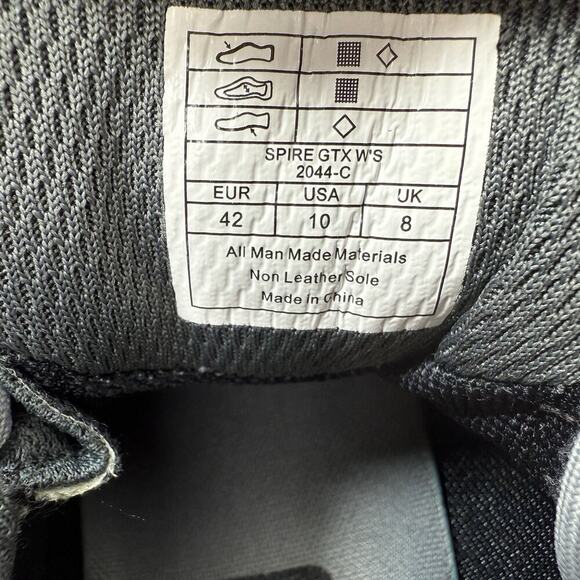 SPIRE GTX W'S
2044-C
EUR USA UK
42 10 8
All Man Made Materials
Non Leather Sole
Made In China